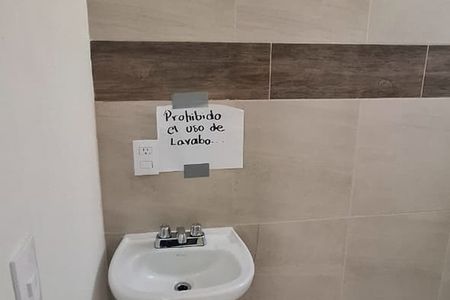 Prohibido
el uso de
Lavabo...